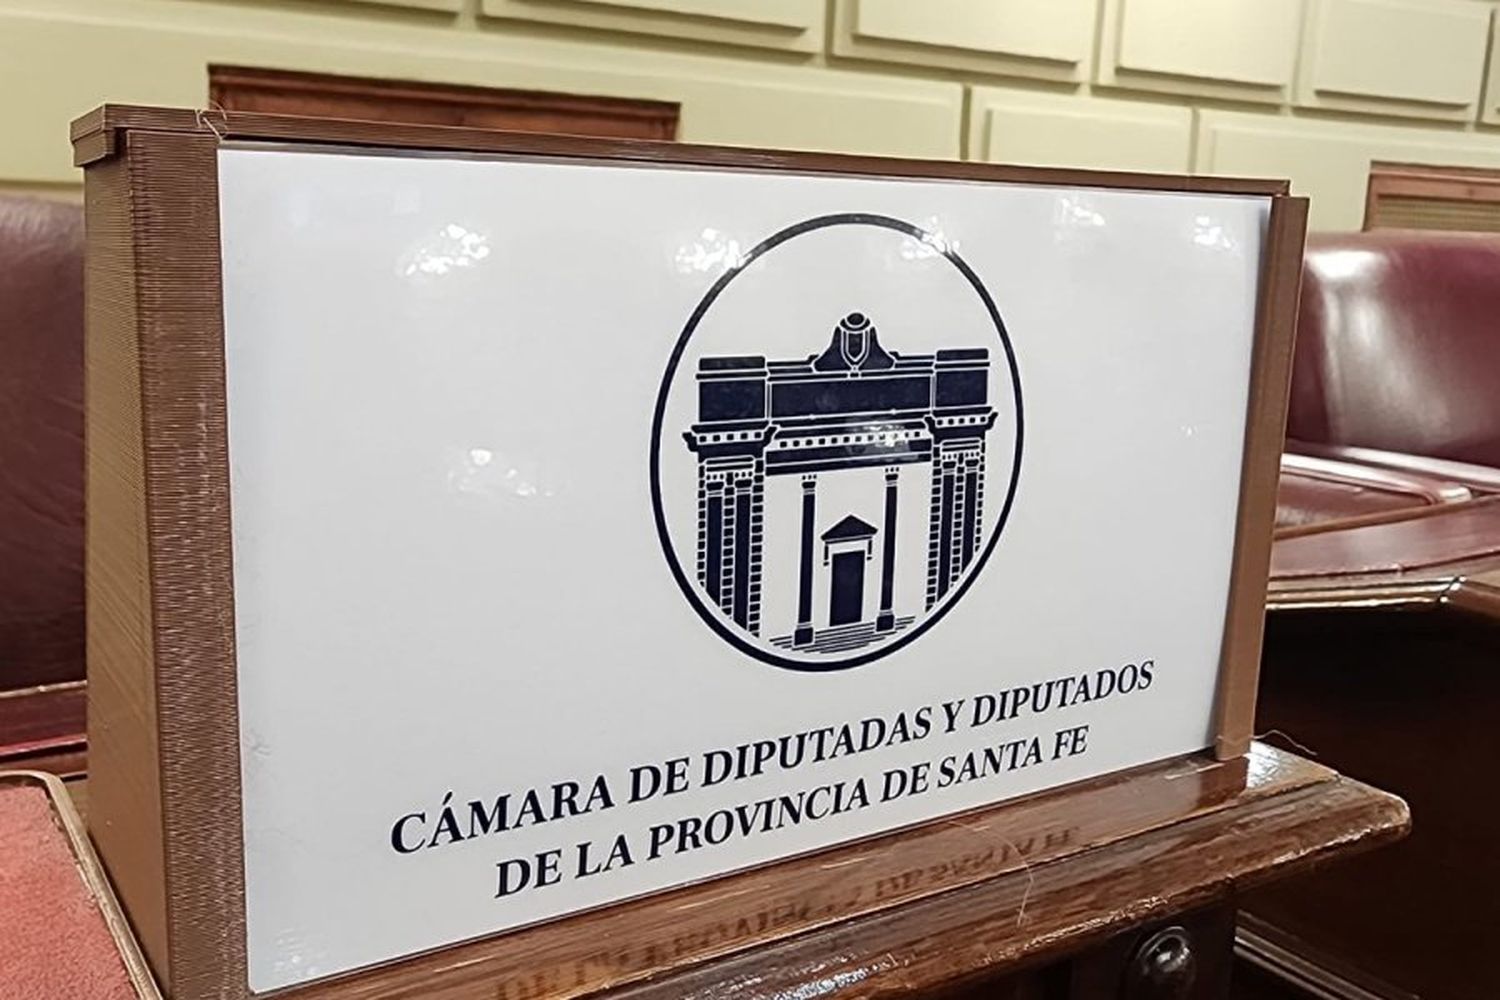 CÁMARA DE DIPUTADAS Y DIPUTADOS
DE LA PROVINCIA DE SANTA FE